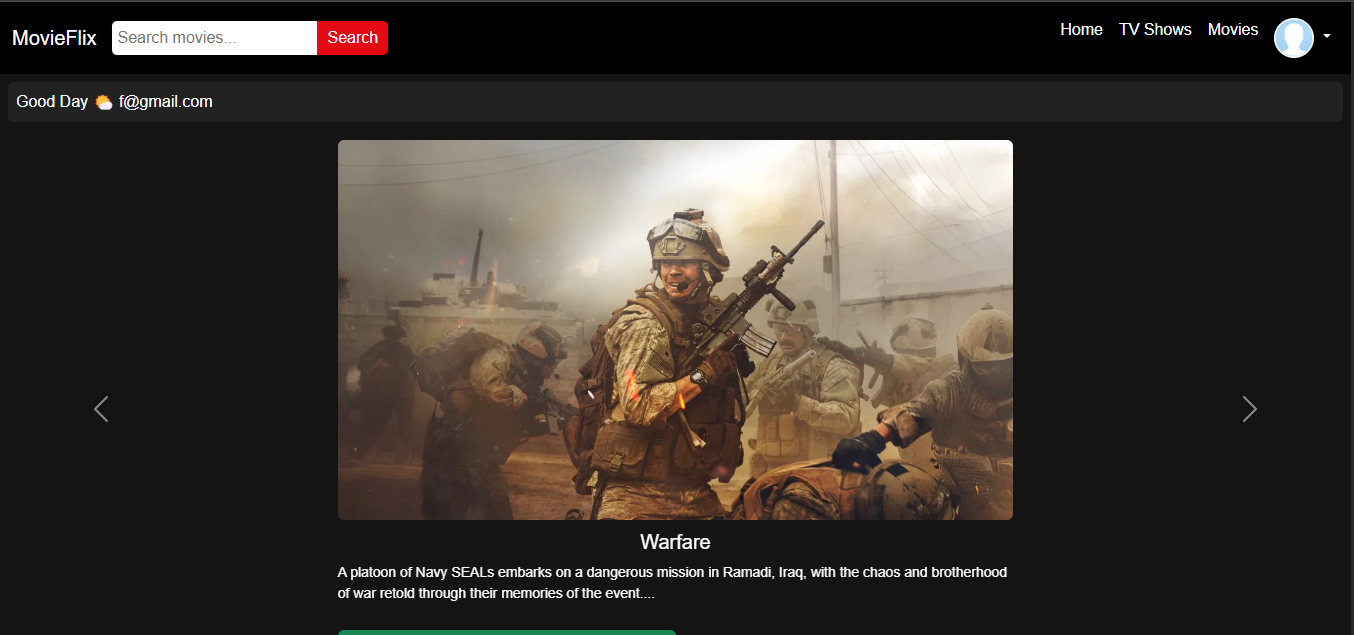 MovieFlix Search movies... Search Home TV Shows Movies
Good Day 🌤️ f@gmail.com
Warfare
A platoon of Navy SEALs embarks on a dangerous mission in Ramadi, Iraq, with the chaos and brotherhood
of war retold through their memories of the event....